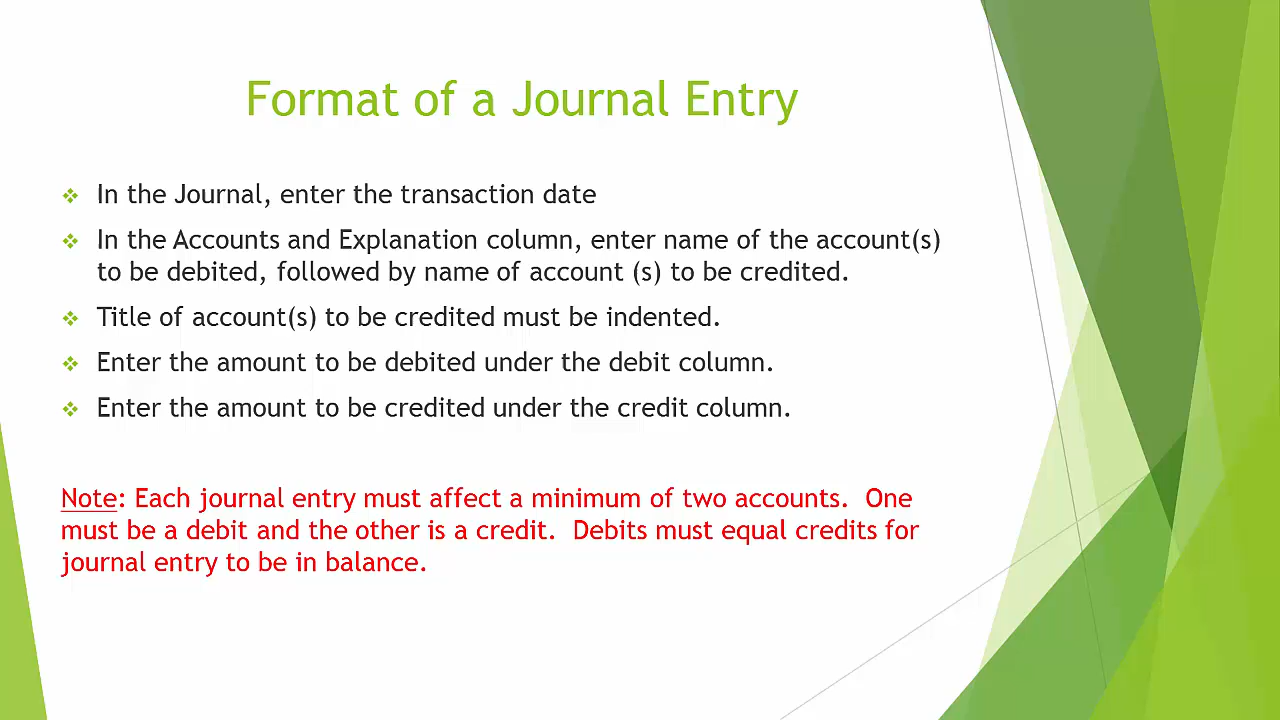 Format of a Journal Entry
In the Journal, enter the transaction date
In the Accounts and Explanation column, enter name of the account(s)
to be debited, followed by name of account (s) to be credited.
Title of account(s) to be credited must be indented.
Enter the amount to be debited under the debit column.
Enter the amount to be credited under the credit column.
Note: Each journal entry must affect a minimum of two accounts.  One
must be a debit and the other is a credit.  Debits must equal credits for
journal entry to be in balance.